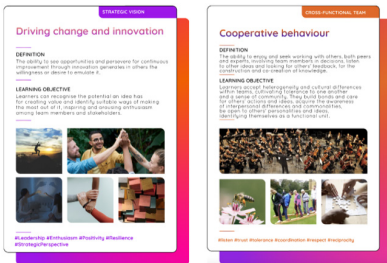 STRATEGIC VISION
Driving change and innovation
DEFINITION
The ability to see opportunities and persevere for continuous
improvement through innovation generates in others the
willingness or desire to emulate it.
LEARNING OBJECTIVE
Learners can recognise the potential an idea has
for creating value and identify suitable ways of making
the most out of it, inspiring and arousing enthusiasm
among team members and stakeholders.
#Leadership #Enthusiasm #Positivity #Resilience
#StrategicPerspective
CROSS-FUNCTIONAL TEAM
Cooperative behaviour
DEFINITION
The ability to enjoy and seek working with others, both peers
and experts, involving team members in decisions, listen
to other ideas and looking for others' feedback, for the
construction and co-creation of knowledge.
LEARNING OBJECTIVE
Learners accept heterogeneity and cultural differences
within teams, cultivating tolerance to one another
and a sense of community. They build bonds and care
for others' actions and ideas, acquire the awareness
of interpersonal differences and commonalities,
be open to others' personalities and ideas,
identifying themselves as a functional unit.
#listen #trust #tolerance #coordination #respect #reciprocity